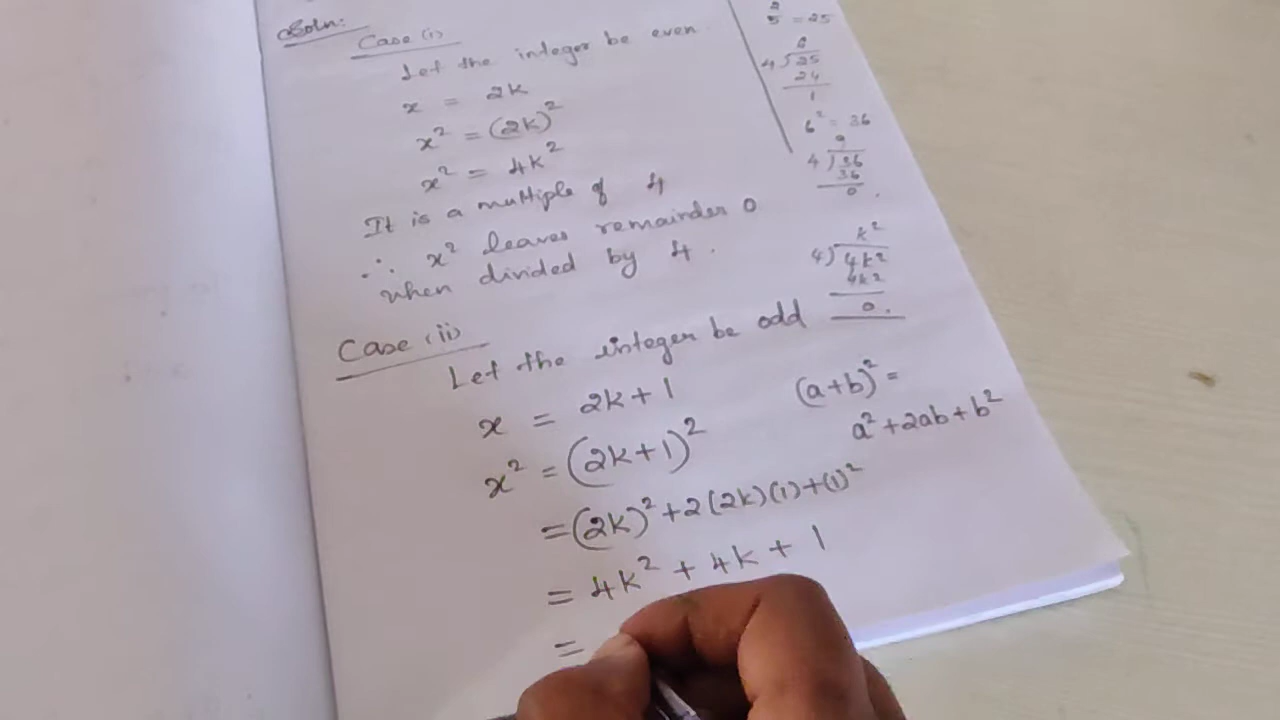 Soln:
Case (i)
Let the integer be even
x = 2k
x² = (2k)²
x² = 4k²
It is a multiple of 4
∴ x² leaves remainder 0
when divided by 4.
5² = 25
6
4)25
24
1
6² = 36
9
4)36
36
0.
k²
4)4k²
4k²
0.
Case (ii)
Let the integer be odd
x = 2k+1
x² = (2k+1)²
= (2k)² + 2(2k)(1) + (1)²
= 4k² + 4k + 1
=
(a+b)² =
a² + 2ab + b²